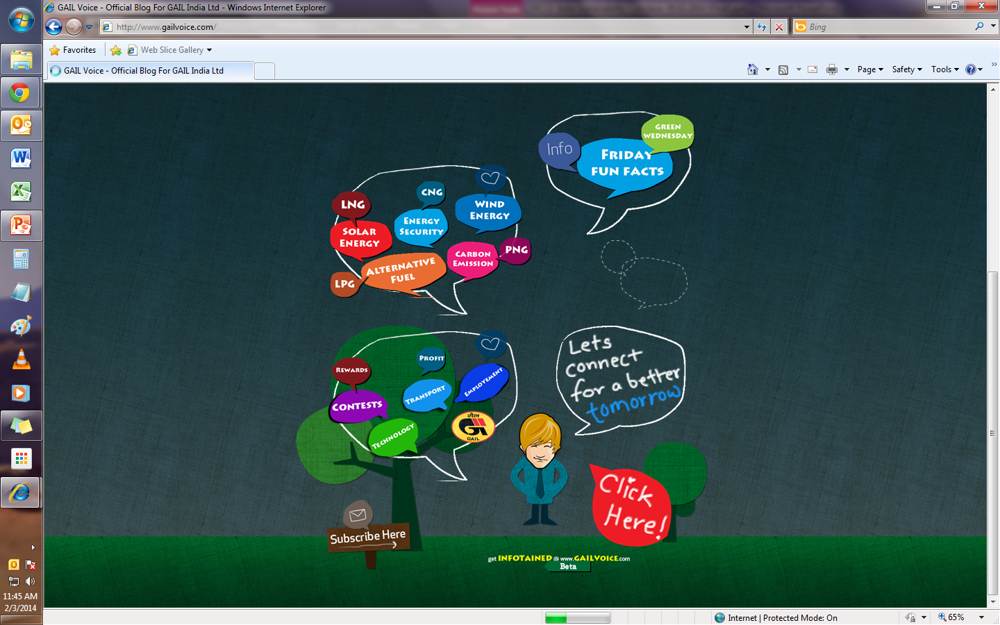 GAIL Voice - Official Blog For GAIL India Ltd - Windows Internet Explorer
http://www.gailvoice.com/
Bing
Favorites
Web Slice Gallery
GAIL Voice - Official Blog For GAIL India Ltd
Page
Safety
Tools
GREEN
WEDNESDAY
Info
FRIDAY
FUN FACTS
CNG
LNG
WIND
ENERGY
ENERGY
SECURITY
SOLAR
ENERGY
PNG
CARBON
EMISSION
ALTERNATIVE
FUEL
LPG
Lets
connect
for a better
tomorrow
PROFIT
REWARDS
EMPLOYEMENT
TRANSPORT
CONTESTS
TECHNOLOGY
गेल
GAIL
Click
Here!
Subscribe Here
get INFOTAINED @ www.GAILVOICE.com
Beta
11:45 AM
2/3/2014
Internet | Protected Mode: On
65%